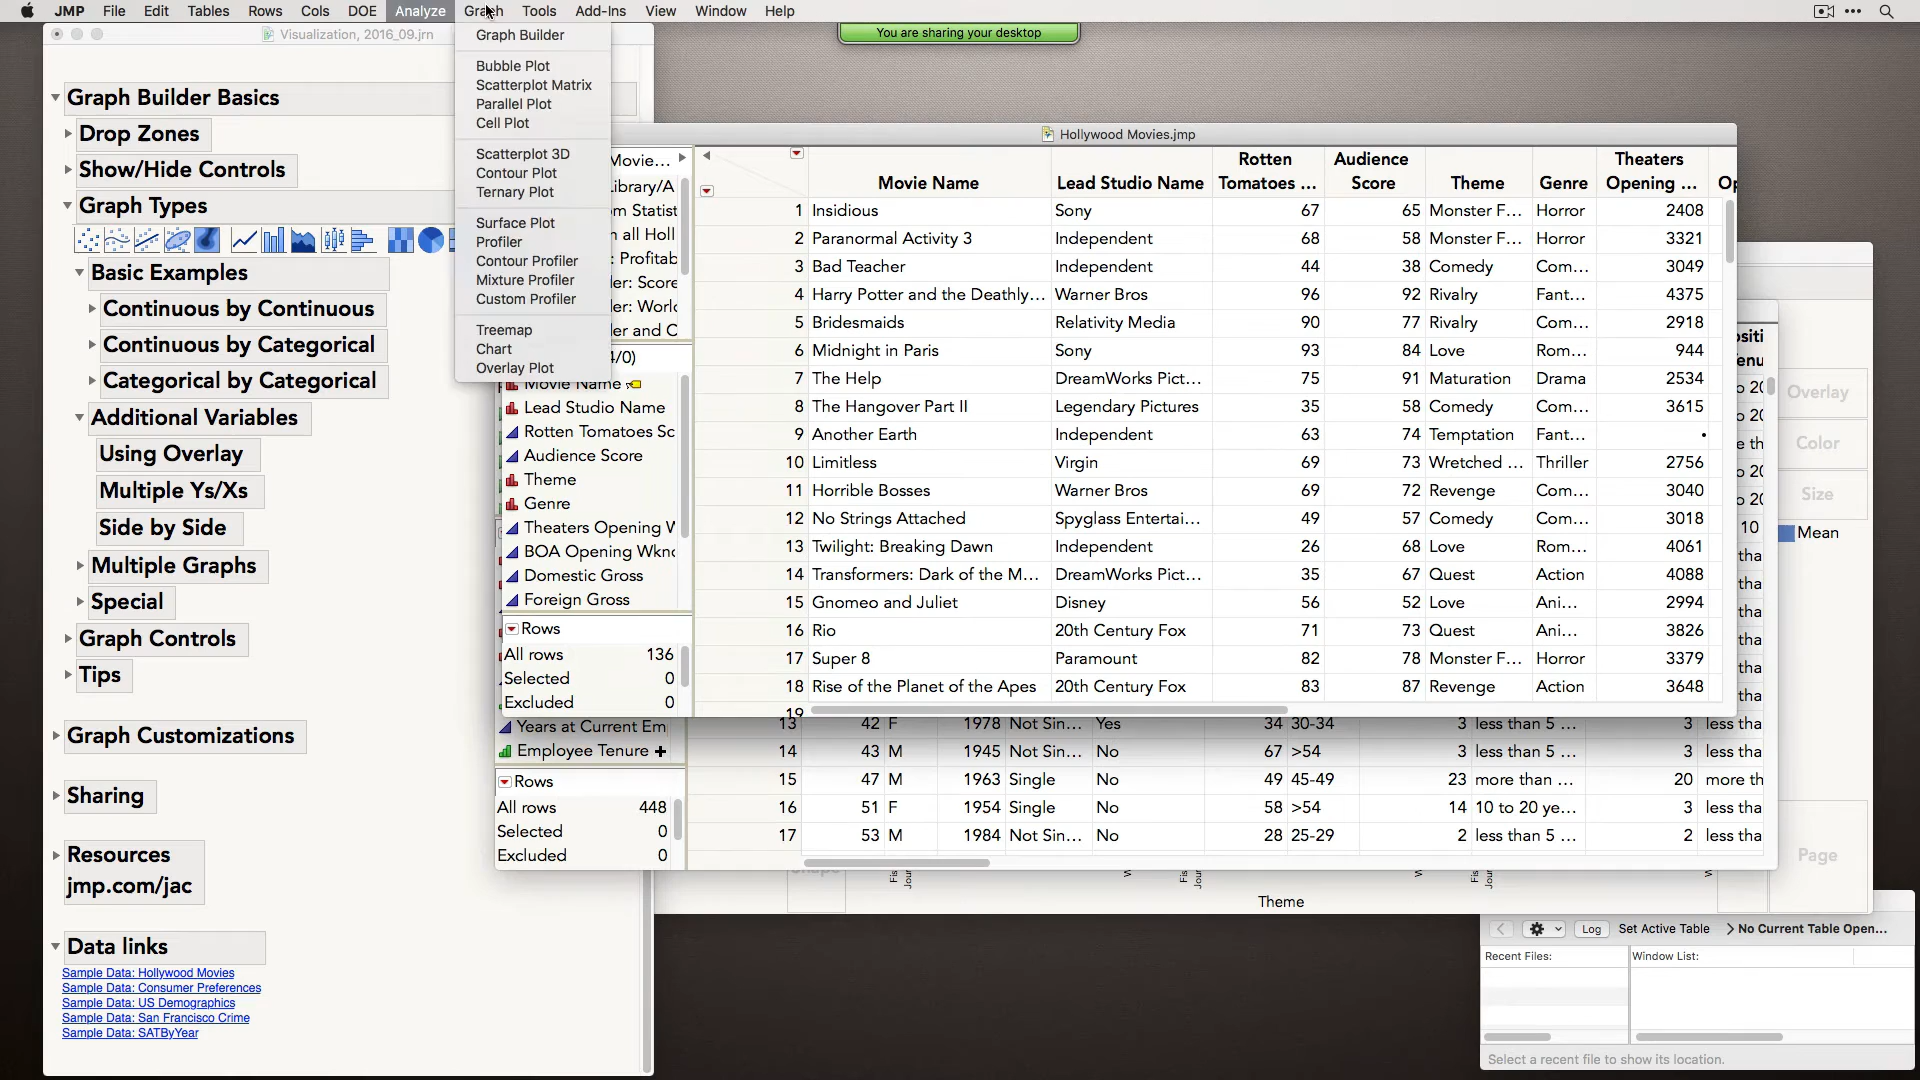 JMP File Edit Tables Rows Cols DOE Analyze Graph Tools Add-Ins View Window Help
You are sharing your desktop
Visualization, 2016_09.jrn
Graph Builder Basics
Drop Zones
Show/Hide Controls
Graph Types
Basic Examples
Continuous by Continuous
Continuous by Categorical
Categorical by Categorical
Additional Variables
Using Overlay
Multiple Ys/Xs
Side by Side
Multiple Graphs
Special
Graph Controls
Tips
Graph Customizations
Sharing
Resources
jmp.com/jac
Data links
Sample Data: Hollywood Movies
Sample Data: Consumer Preferences
Sample Data: US Demographics
Sample Data: San Francisco Crime
Sample Data: SATByYear
Graph Builder
Bubble Plot
Scatterplot Matrix
Parallel Plot
Cell Plot
Scatterplot 3D
Contour Plot
Ternary Plot
Surface Plot
Profiler
Contour Profiler
Mixture Profiler
Custom Profiler
Treemap
Chart
Overlay Plot
Hollywood Movies.jmp
Movie...
Movie Name
Lead Studio Name
Rotten Tomatoes Sc
Audience Score
Theme
Genre
Theaters Opening W
BOA Opening Wknd
Domestic Gross
Foreign Gross
Rows
All rows 136
Selected 0
Excluded 0
Movie Name Lead Studio Name Rotten Tomatoes ... Audience Score Theme Genre Theaters Opening ...
1 Insidious Sony 67 65 Monster F... Horror 2408
2 Paranormal Activity 3 Independent 68 58 Monster F... Horror 3321
3 Bad Teacher Independent 44 38 Comedy Com... 3049
4 Harry Potter and the Deathly... Warner Bros 96 92 Rivalry Fant... 4375
5 Bridesmaids Relativity Media 90 77 Rivalry Com... 2918
6 Midnight in Paris Sony 93 84 Love Rom... 944
7 The Help DreamWorks Pict... 75 91 Maturation Drama 2534
8 The Hangover Part II Legendary Pictures 35 58 Comedy Com... 3615
9 Another Earth Independent 63 74 Temptation Fant... •
10 Limitless Virgin 69 73 Wretched ... Thriller 2756
11 Horrible Bosses Warner Bros 69 72 Revenge Com... 3040
12 No Strings Attached Spyglass Entertai... 49 57 Comedy Com... 3018
13 Twilight: Breaking Dawn Independent 26 68 Love Rom... 4061
14 Transformers: Dark of the M... DreamWorks Pict... 35 67 Quest Action 4088
15 Gnomeo and Juliet Disney 56 52 Love Ani... 2994
16 Rio 20th Century Fox 71 73 Quest Ani... 3826
17 Super 8 Paramount 82 78 Monster F... Horror 3379
18 Rise of the Planet of the Apes 20th Century Fox 83 87 Revenge Action 3648
19
Years at Current Em
Employee Tenure
Rows
All rows 448
Selected 0
Excluded 0
13 42 F 1978 Not Sin... Yes 34 30-34 3 less than 5 ... 3 less tha
14 43 M 1945 Not Sin... No 67 >54 3 less than 5 ... 3 less tha
15 47 M 1963 Single No 49 45-49 23 more than ... 20 more th
16 51 F 1954 Single No 58 >54 14 10 to 20 ye... 3 less tha
17 53 M 1984 Not Sin... No 28 25-29 2 less than 5 ... 2 less tha
Theme
Overlay
Color
Size
Mean
Page
Log Set Active Table No Current Table Open...
Recent Files: Window List:
Select a recent file to show its location.